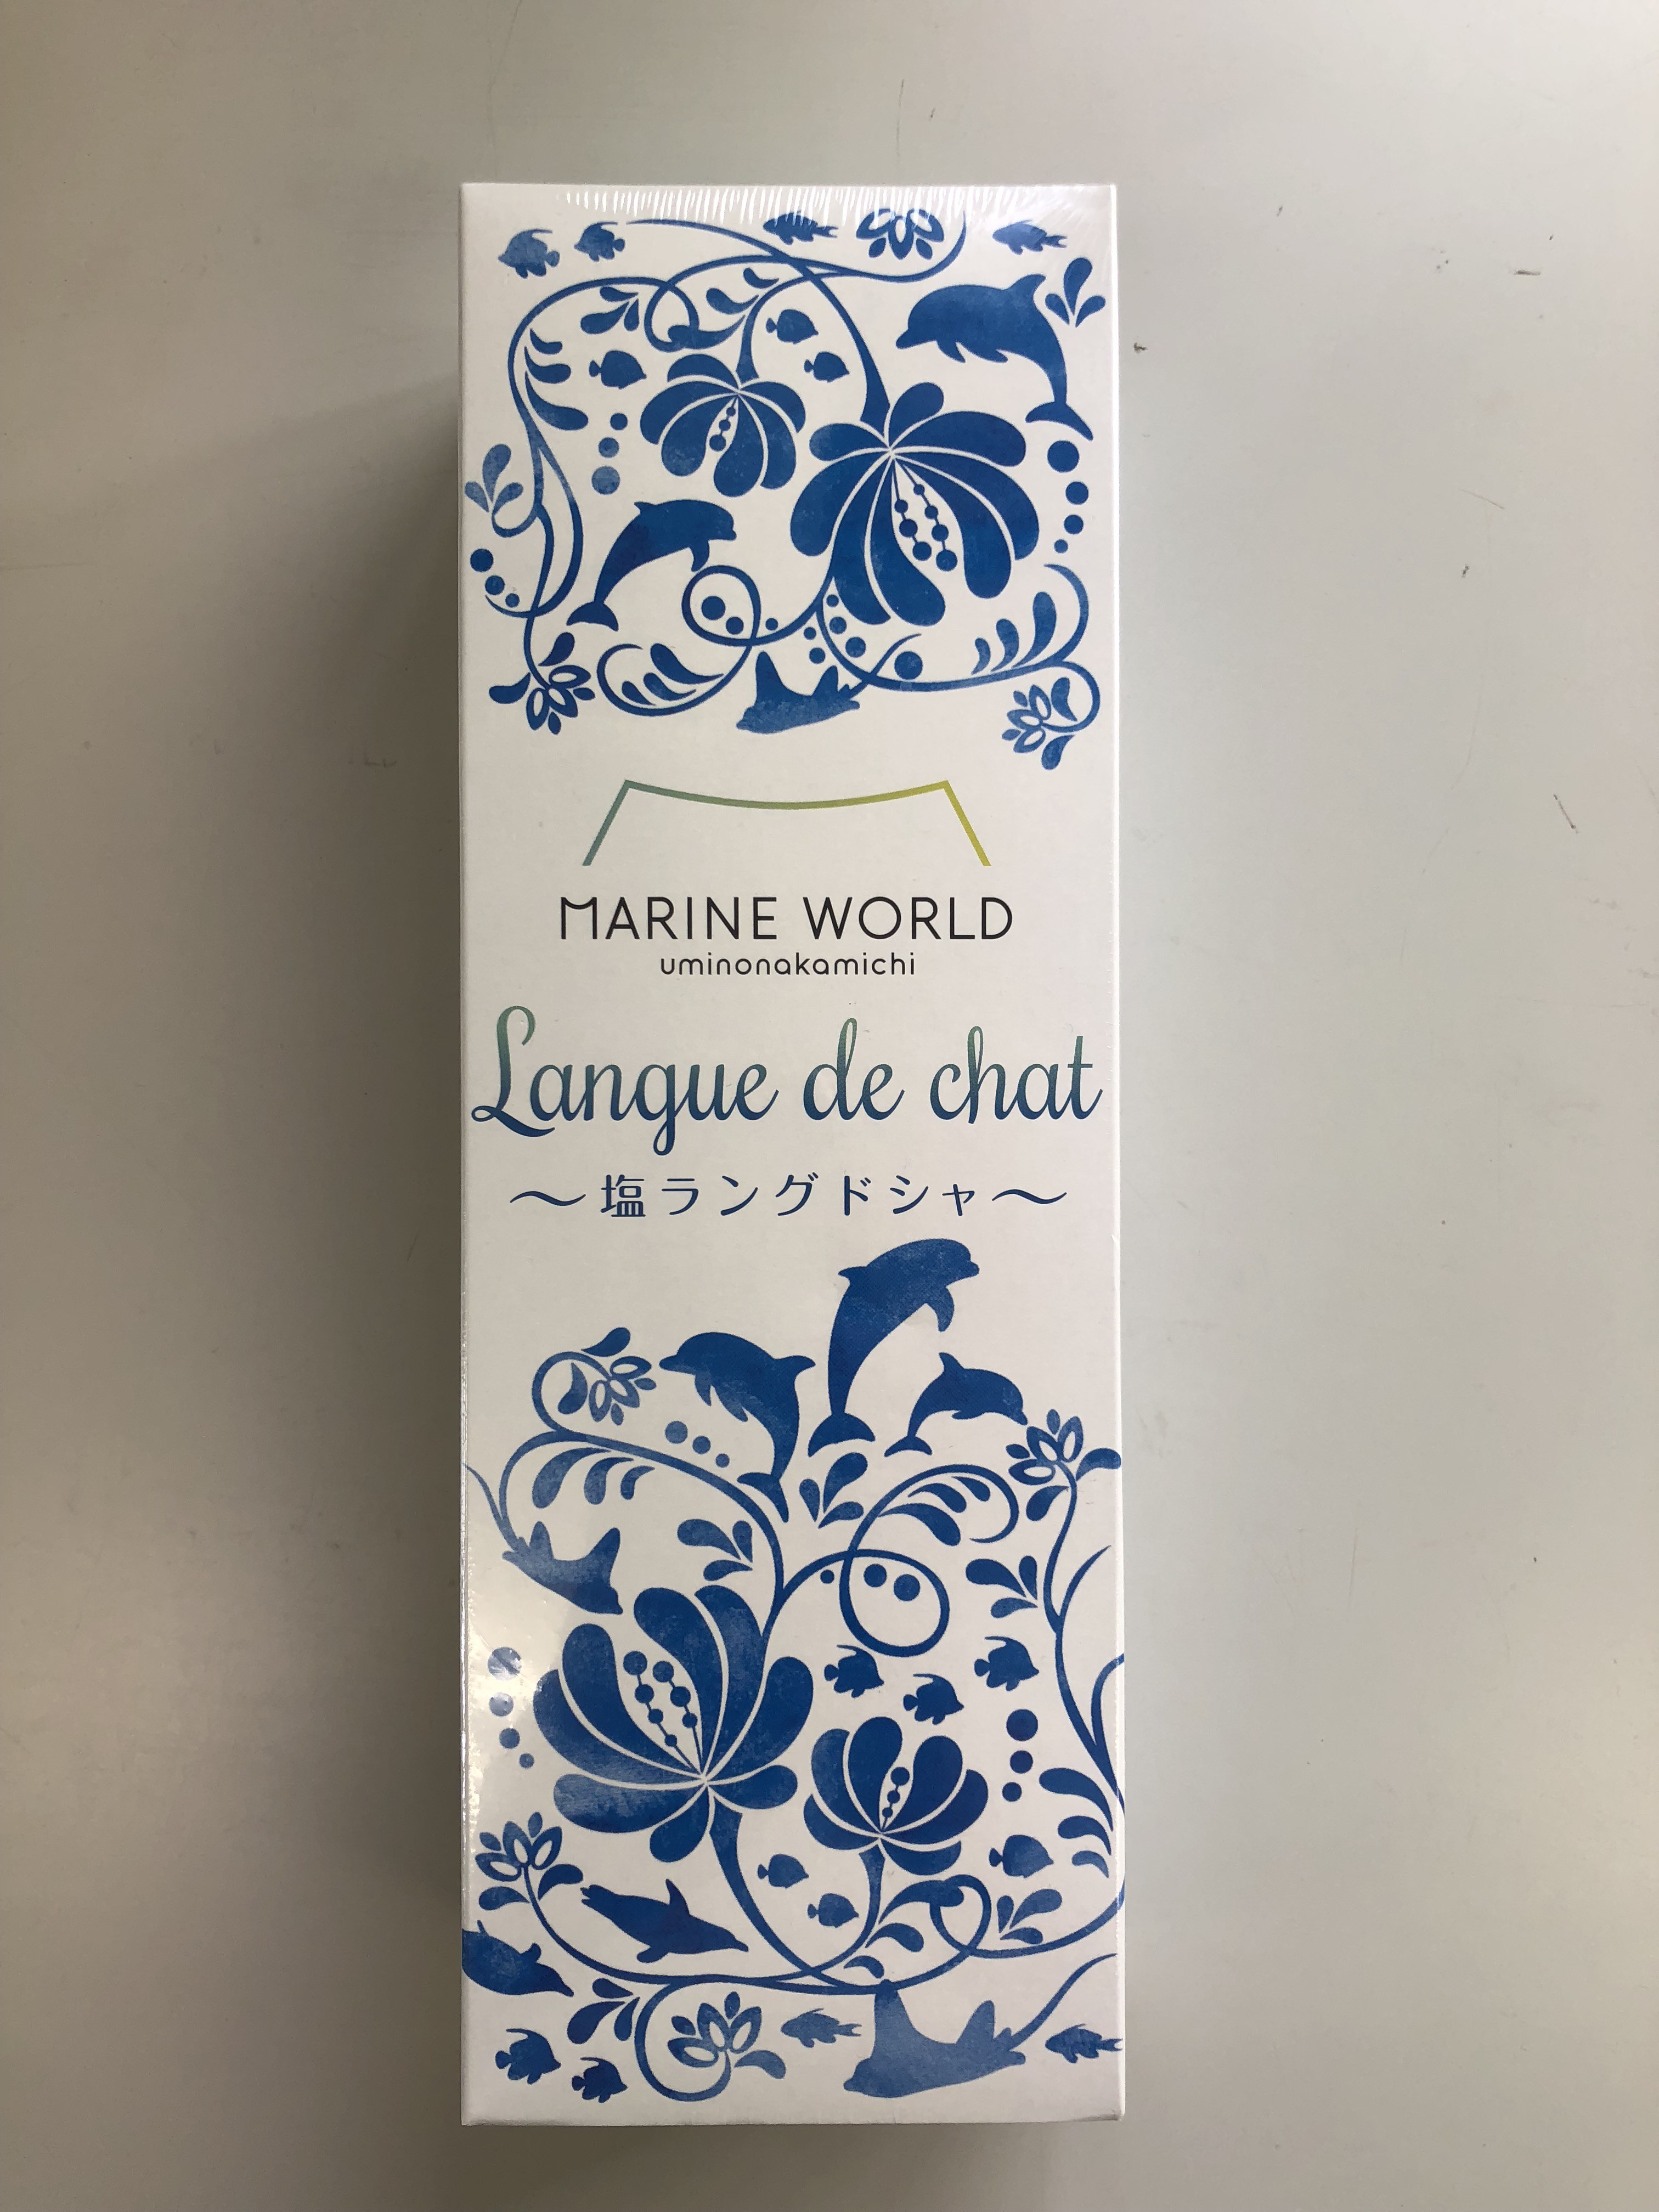 MARINE WORLD
uminonakamichi
Langue de chat
〜塩ラングドシャ〜